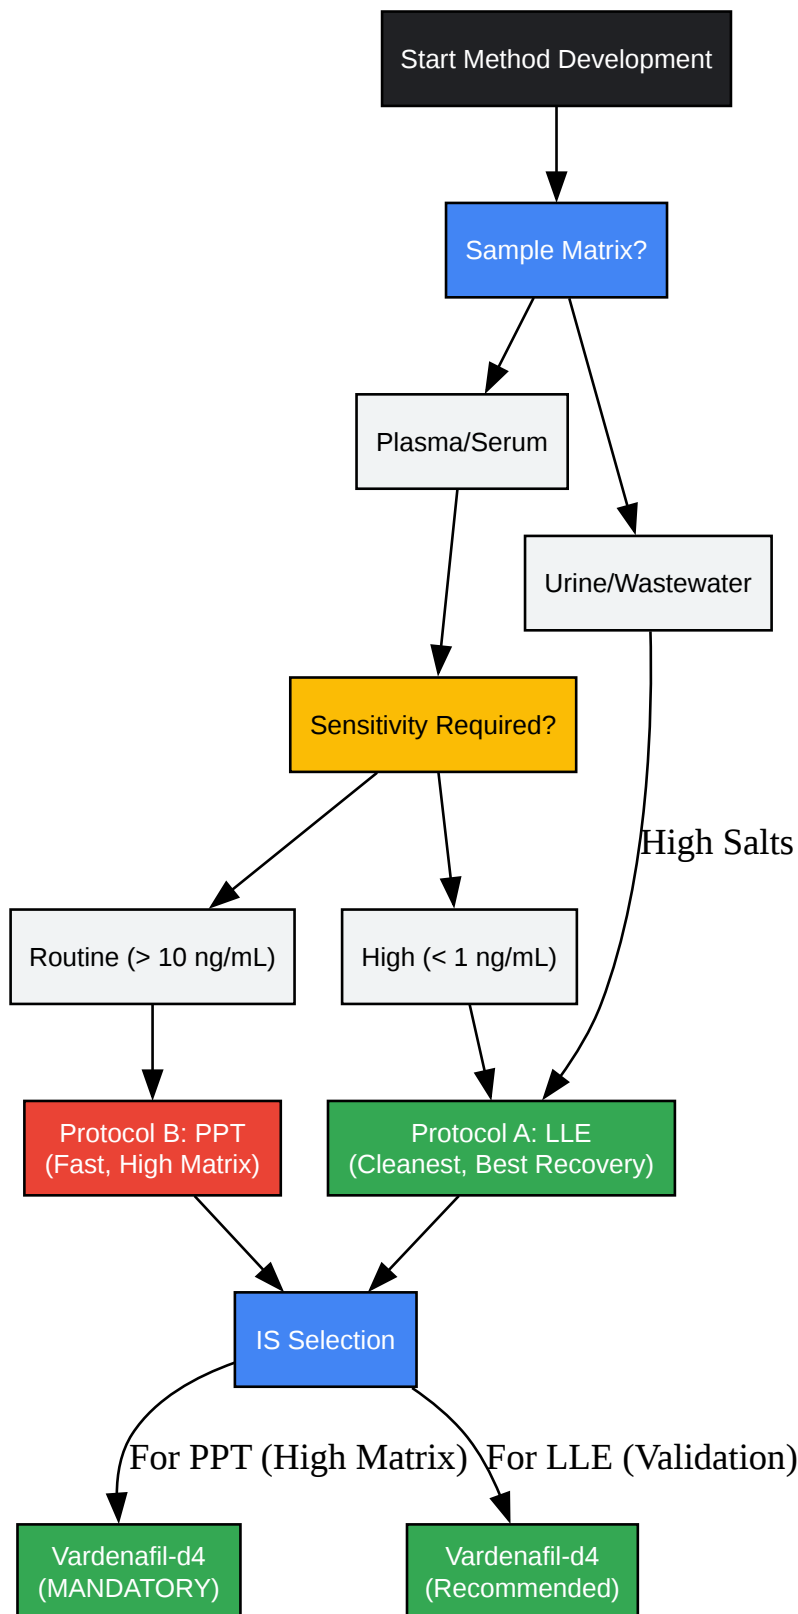 Start Method Development
Sample Matrix?
Plasma/Serum
Urine/Wastewater
Sensitivity Required?
High Salts
Routine (> 10 ng/mL)
High (< 1 ng/mL)
Protocol B: PPT
(Fast, High Matrix)
Protocol A: LLE
(Cleanest, Best Recovery)
IS Selection
For PPT (High Matrix)
For LLE (Validation)
Vardenafil-d4
(MANDATORY)
Vardenafil-d4
(Recommended)